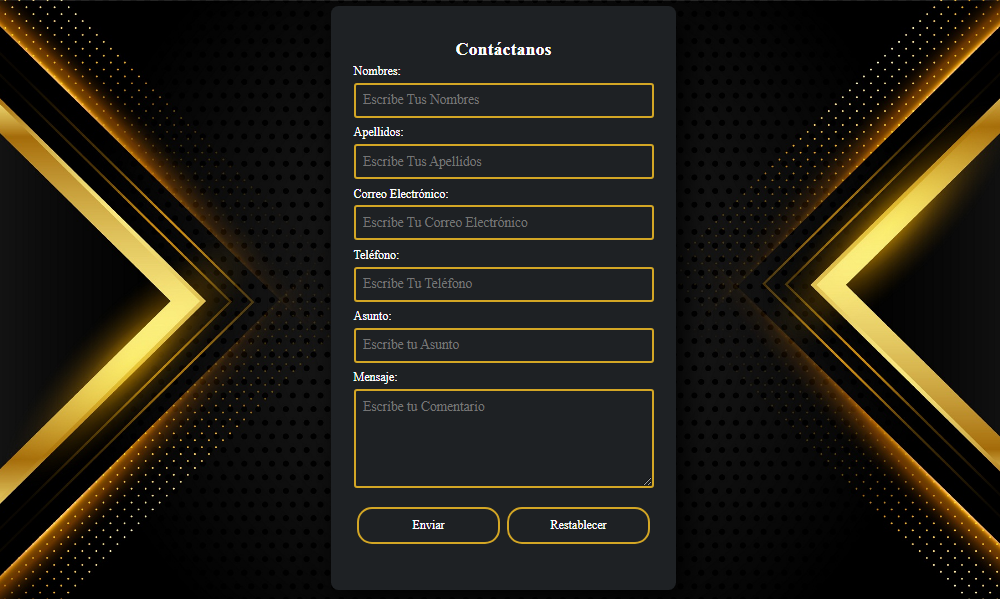 Contáctanos
Nombres:
Escribe Tus Nombres
Apellidos:
Escribe Tus Apellidos
Correo Electrónico:
Escribe Tu Correo Electrónico
Teléfono:
Escribe Tu Teléfono
Asunto:
Escribe tu Asunto
Mensaje:
Escribe tu Comentario
Enviar Restablecer